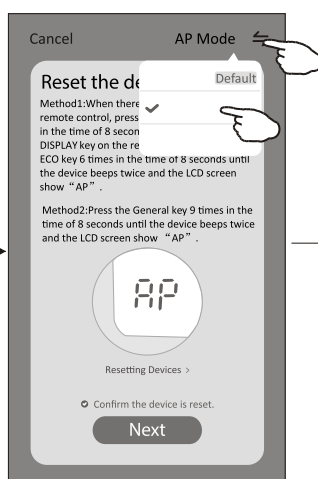 Cancel AP Mode
Default
Reset the de
Method1:When there
remote control, press
in the time of 8 secon
DISPLAY key on the re
ECO key 6 times in the time of 8 seconds until
the device beeps twice and the LCD screen
show “AP”.
Method2:Press the General key 9 times in the
time of 8 seconds until the device beeps twice
and the LCD screen show “AP”.
AP
Resetting Devices >
Confirm the device is reset.
Next